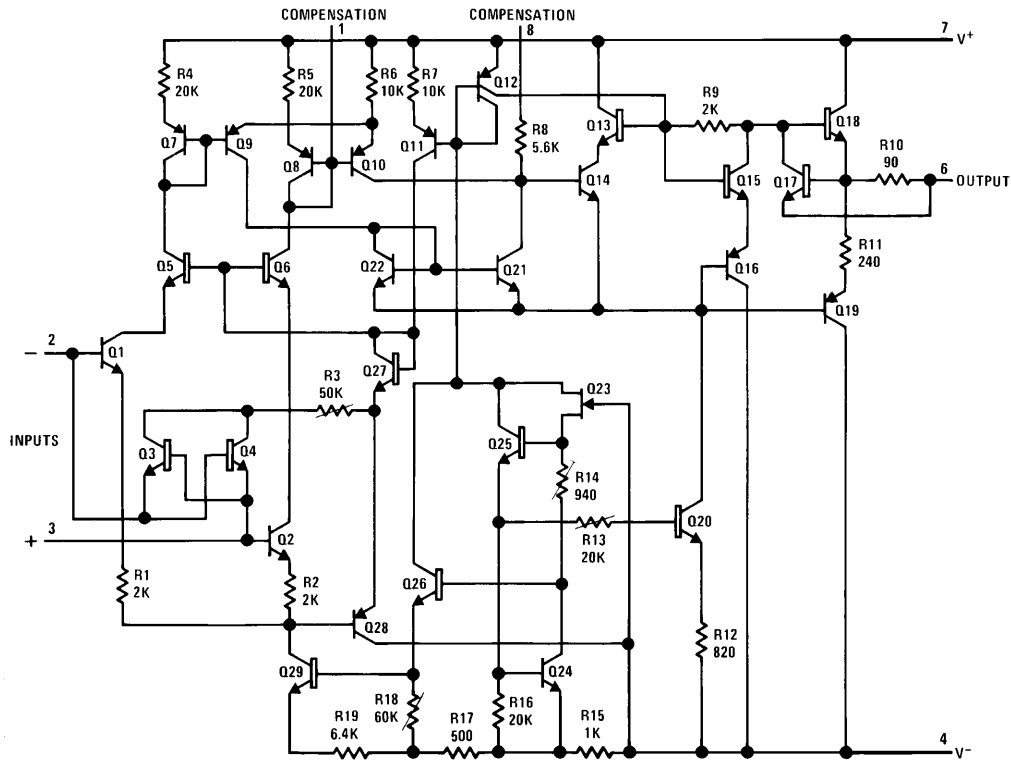 COMPENSATION
1
COMPENSATION
8
7
V+
R4
20K
R5
20K
R6
10K
R7
10K
Q12
R8
5.6K
Q13
R9
2K
Q18
Q7
Q9
Q8
Q10
Q11
Q14
Q15
Q17
R10
90
6
OUTPUT
Q5
Q6
Q22
Q21
Q16
R11
240
Q19
2
−
Q1
Q27
R3
50K
Q23
INPUTS
Q3
Q4
Q25
R14
940
3
+
Q2
R13
20K
Q20
R1
2K
R2
2K
Q26
Q28
R12
820
Q29
Q24
R18
60K
R16
20K
R19
6.4K
R17
500
R15
1K
4
V−